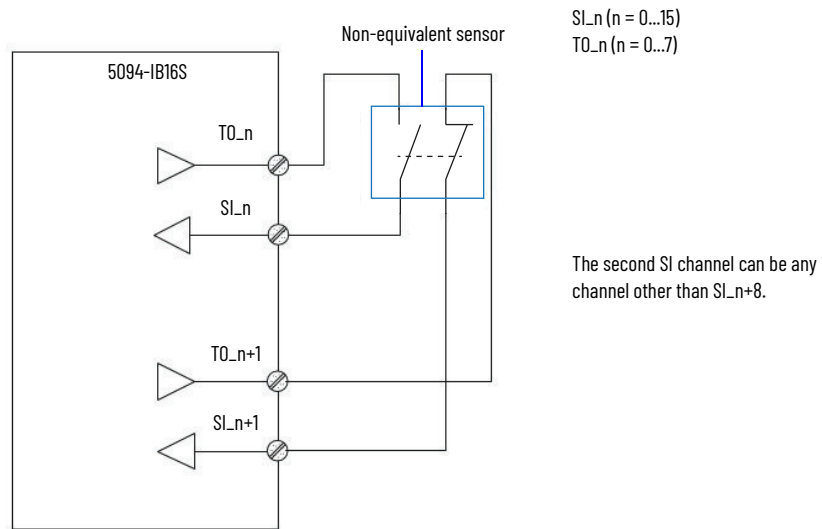 SI_n (n = 0...15)
TO_n (n = 0...7)
Non-equivalent sensor
5094-IB16S
TO_n
SI_n
The second SI channel can be any
channel other than SI_n+8.
TO_n+1
SI_n+1